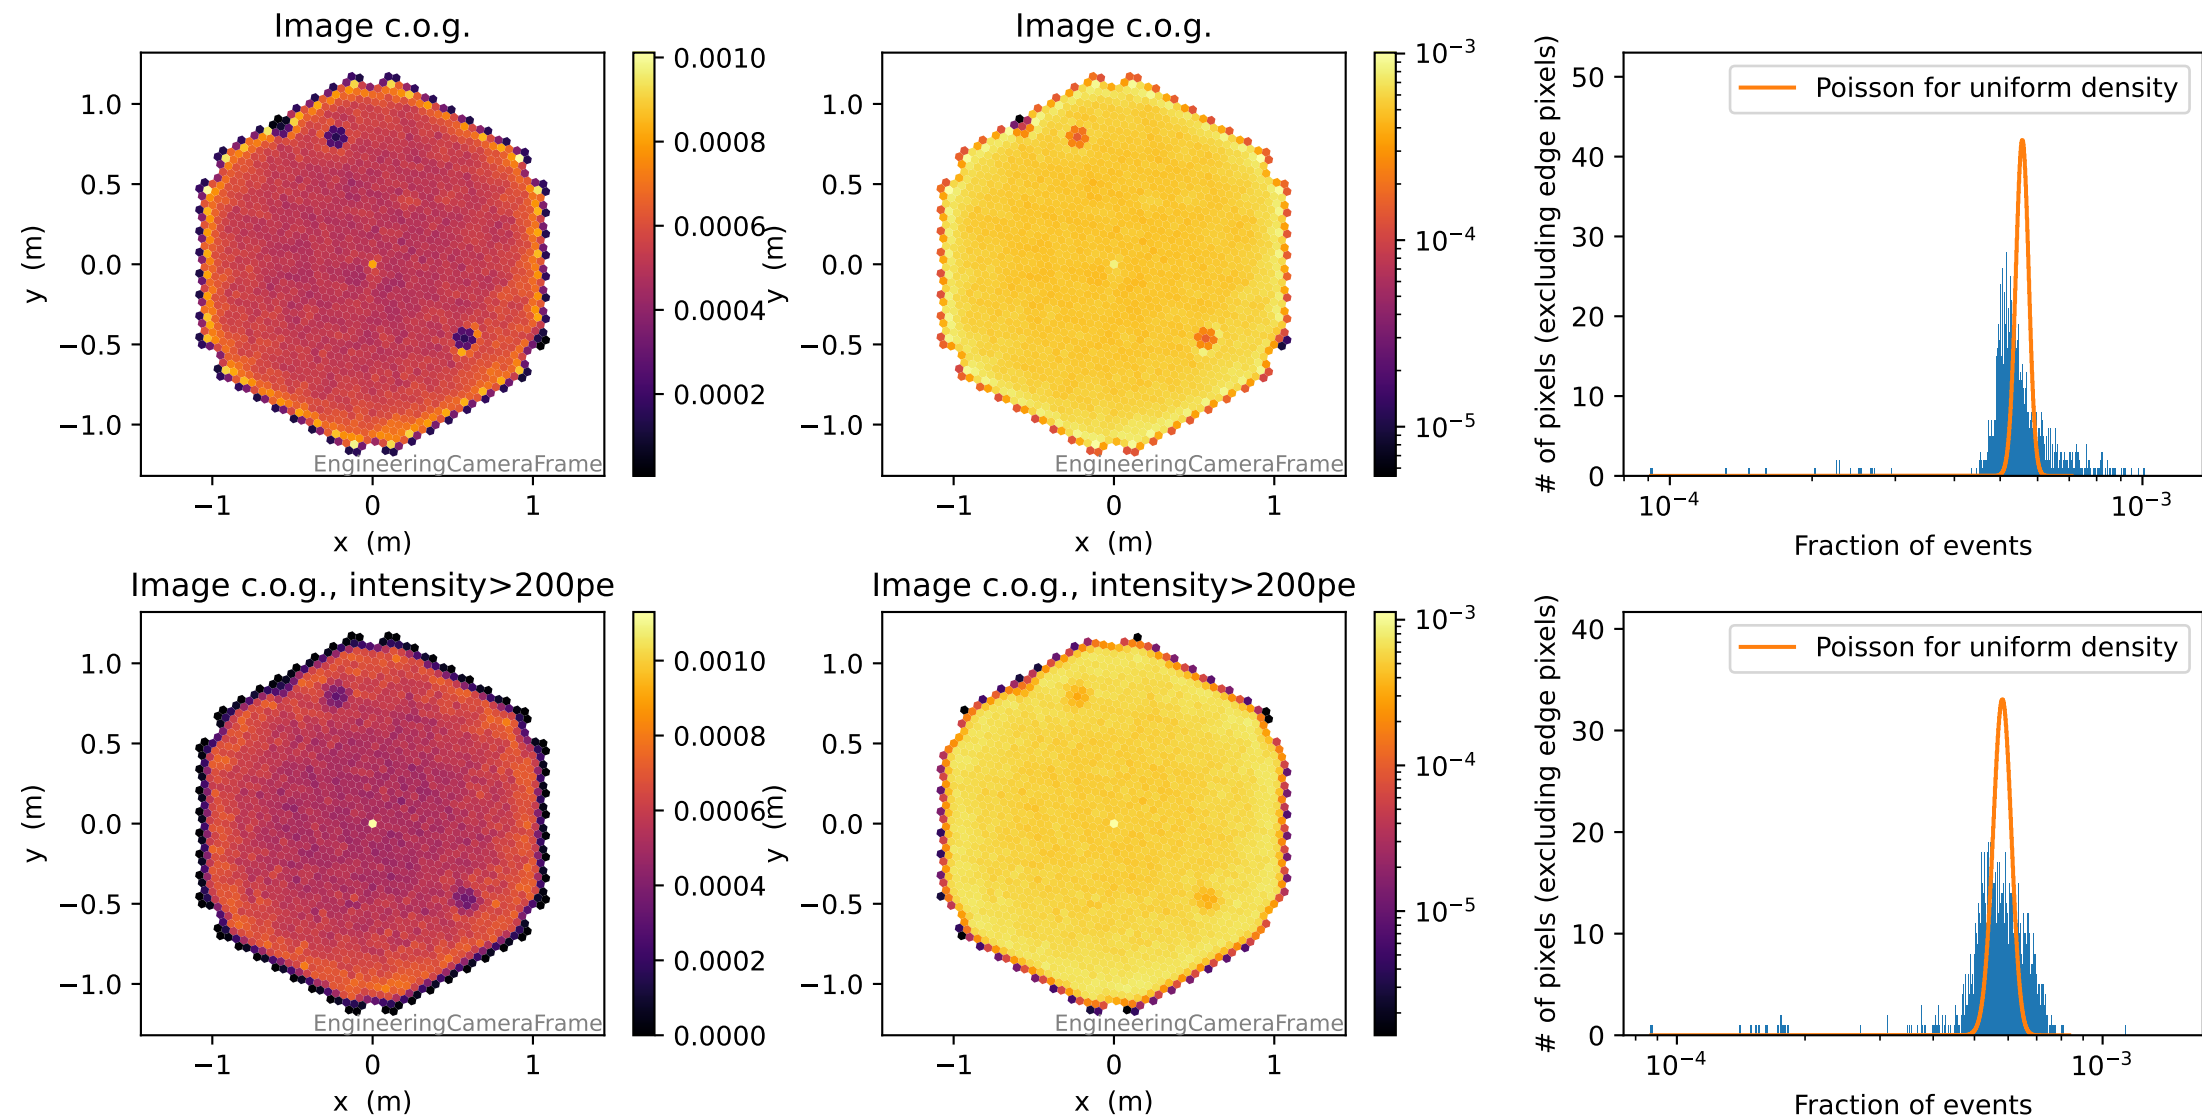 Image c.o.g.
1.0
0.5
0.0
−0.5
−1.0
y (m)
−1
0
1
x (m)
EngineeringCameraFrame
0.0010
0.0008
0.0006
0.0004
0.0002
Image c.o.g.
1.0
0.5
0.0
−0.5
−1.0
y (m)
−1
0
1
x (m)
EngineeringCameraFrame
10⁻³
10⁻⁴
10⁻⁵
Poisson for uniform density
50
40
30
20
10
0
# of pixels (excluding edge pixels)
10⁻⁴
10⁻³
Fraction of events
Image c.o.g., intensity>200pe
1.0
0.5
0.0
−0.5
−1.0
y (m)
−1
0
1
x (m)
EngineeringCameraFrame
0.0010
0.0008
0.0006
0.0004
0.0002
0.0000
Image c.o.g., intensity>200pe
1.0
0.5
0.0
−0.5
−1.0
y (m)
−1
0
1
x (m)
EngineeringCameraFrame
10⁻³
10⁻⁴
10⁻⁵
Poisson for uniform density
40
30
20
10
0
# of pixels (excluding edge pixels)
10⁻⁴
10⁻³
Fraction of events